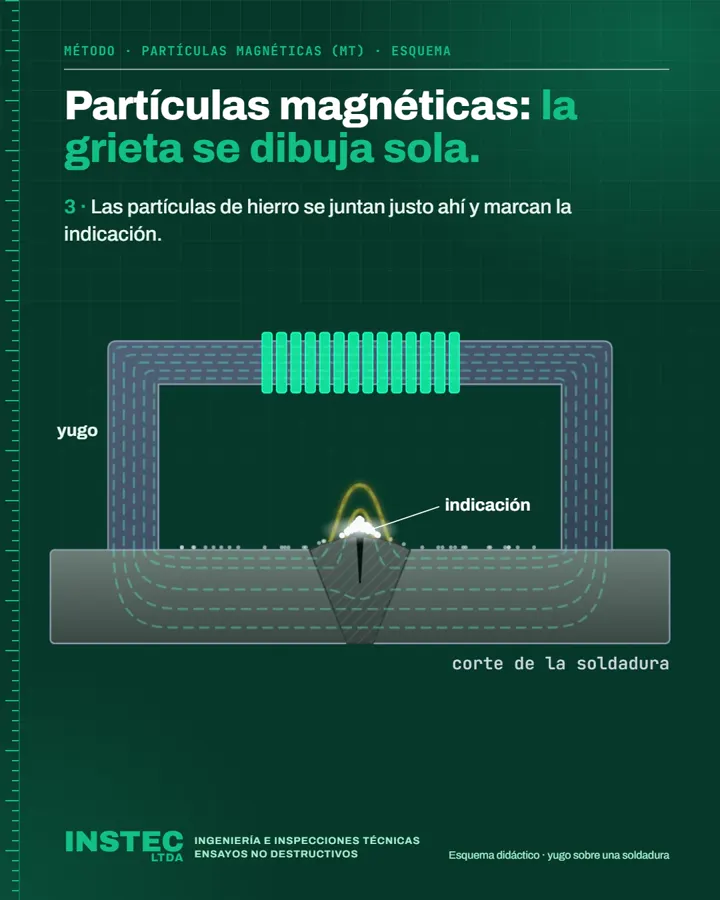 MÉTODO · PARTÍCULAS MAGNÉTICAS (MT) · ESQUEMA
Partículas magnéticas: la
grieta se dibuja sola.
3 · Las partículas de hierro se juntan justo ahí y marcan la
indicación.
yugo
indicación
corte de la soldadura
INSTEC
LTDA
INGENIERÍA E INSPECCIONES TÉCNICAS
ENSAYOS NO DESTRUCTIVOS
Esquema didáctico · yugo sobre una soldadura